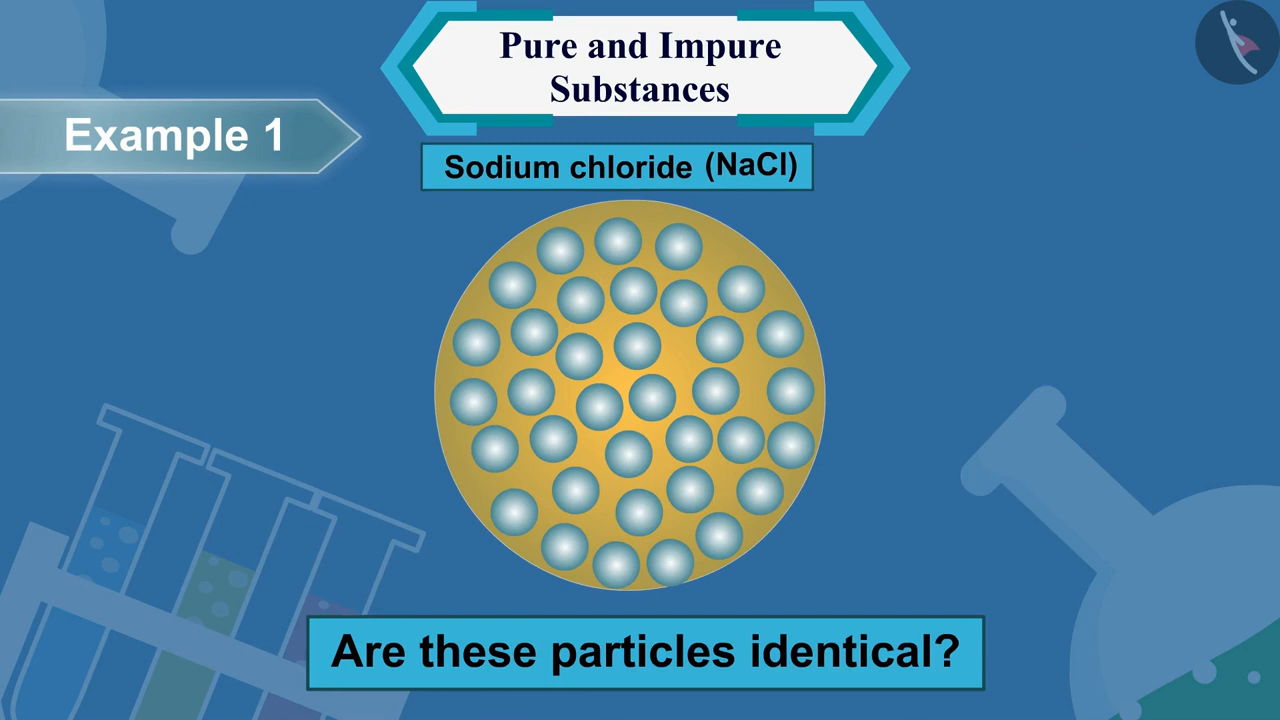 Pure and Impure
Substances
Example 1
Sodium chloride (NaCl)
Are these particles identical?